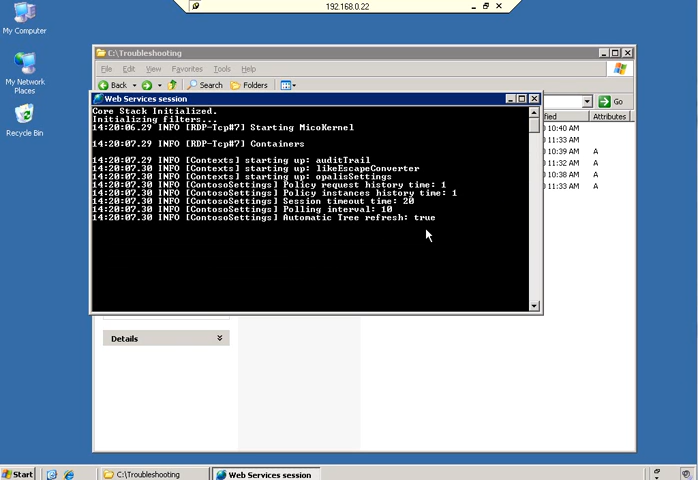 192.168.0.22
My Computer
My Network
Places
Recycle Bin
C:\Troubleshooting
File Edit View Favorites Tools Help
Back Search Folders
Go
Attributes
10:40 AM
11:33 AM
10:39 AM A
11:32 AM A
10:38 AM A
11:33 AM A
Web Services session
Core Stack Initialized.
Initializing filters...
14:20:06.29 INFO [RDP-Tcp#7] Starting MicoKernel
14:20:07.29 INFO [RDP-Tcp#7] Containers
14:20:07.29 INFO [Contexts] starting up: auditTrail
14:20:07.30 INFO [Contexts] starting up: likeEscapeConverter
14:20:07.30 INFO [Contexts] starting up: opalisSettings
14:20:07.30 INFO [ContosoSettings] Policy request history time: 1
14:20:07.30 INFO [ContosoSettings] Policy instances history time: 1
14:20:07.30 INFO [ContosoSettings] Session timeout time: 20
14:20:07.30 INFO [ContosoSettings] Polling interval: 10
14:20:07.30 INFO [ContosoSettings] Automatic Tree refresh: true
Details
Start C:\Troubleshooting Web Services session